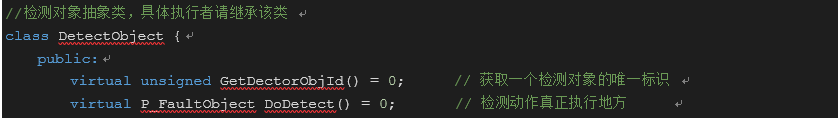 //检测对象抽象类，具体执行者请继承该类
class DetectObject {
public:
virtual unsigned GetDectorObjId() = 0; // 获取一个检测对象的唯一标识
virtual P_FaultObject DoDetect() = 0; // 检测动作真正执行地方